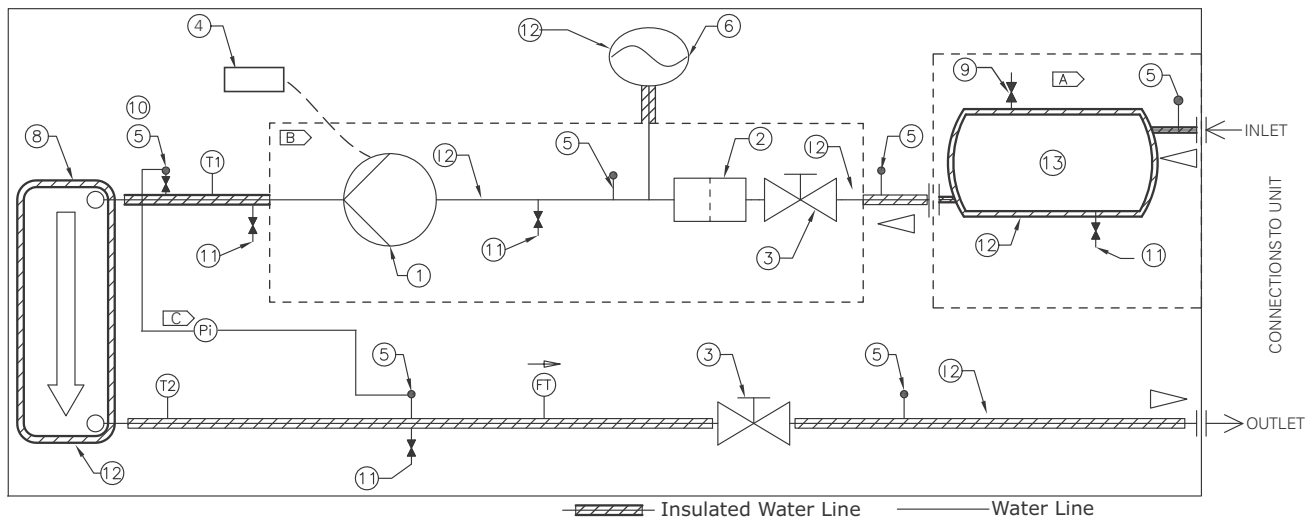 4
12
6
9
A
5
10
B
INLET
8
5
T1
12
5
2
12
5
13
11
11
1
3
12
11
C
Pi
5
FT
3
5
12
T2
CONNECTIONS TO UNIT
OUTLET
12
11
Insulated Water Line
Water Line